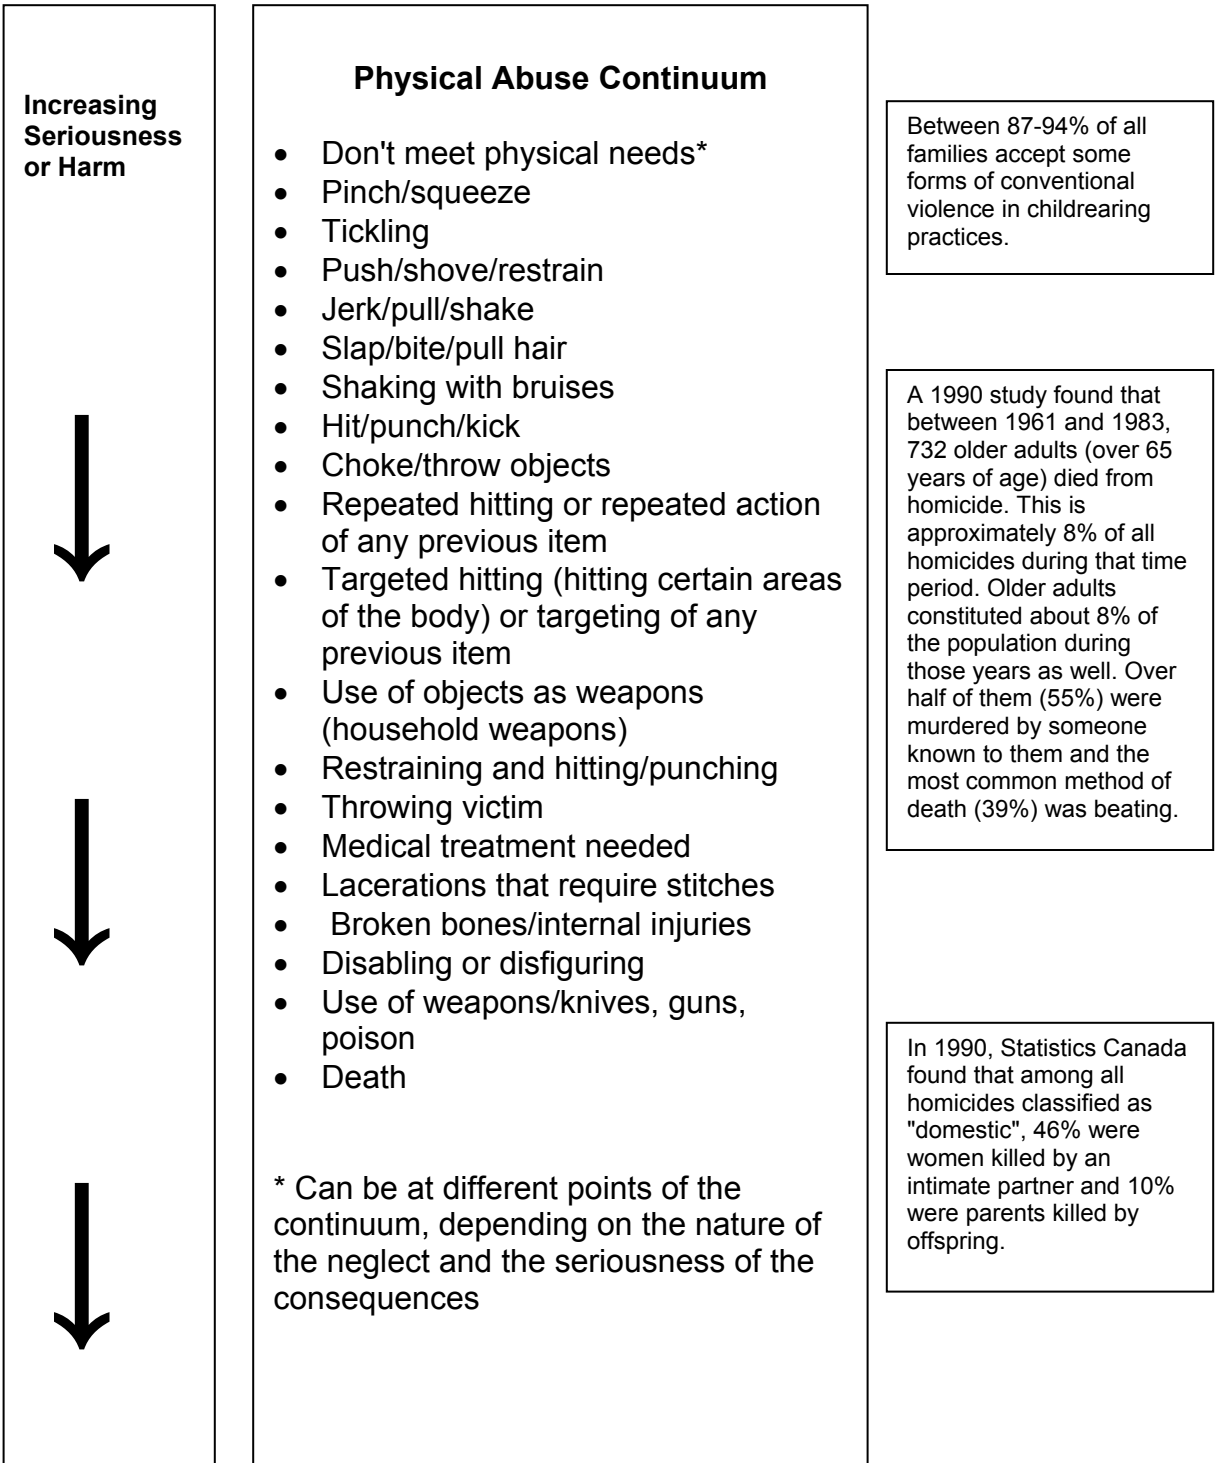 Increasing
Seriousness
or Harm
Physical Abuse Continuum
• Don't meet physical needs*
• Pinch/squeeze
• Tickling
• Push/shove/restrain
• Jerk/pull/shake
• Slap/bite/pull hair
• Shaking with bruises
• Hit/punch/kick
• Choke/throw objects
• Repeated hitting or repeated action
of any previous item
• Targeted hitting (hitting certain areas
of the body) or targeting of any
previous item
• Use of objects as weapons
(household weapons)
• Restraining and hitting/punching
• Throwing victim
• Medical treatment needed
• Lacerations that require stitches
• Broken bones/internal injuries
• Disabling or disfiguring
• Use of weapons/knives, guns,
poison
• Death
* Can be at different points of the
continuum, depending on the nature of
the neglect and the seriousness of the
consequences
Between 87-94% of all
families accept some
forms of conventional
violence in childrearing
practices.
A 1990 study found that
between 1961 and 1983,
732 older adults (over 65
years of age) died from
homicide. This is
approximately 8% of all
homicides during that time
period. Older adults
constituted about 8% of
the population during
those years as well. Over
half of them (55%) were
murdered by someone
known to them and the
most common method of
death (39%) was beating.
In 1990, Statistics Canada
found that among all
homicides classified as
"domestic", 46% were
women killed by an
intimate partner and 10%
were parents killed by
offspring.